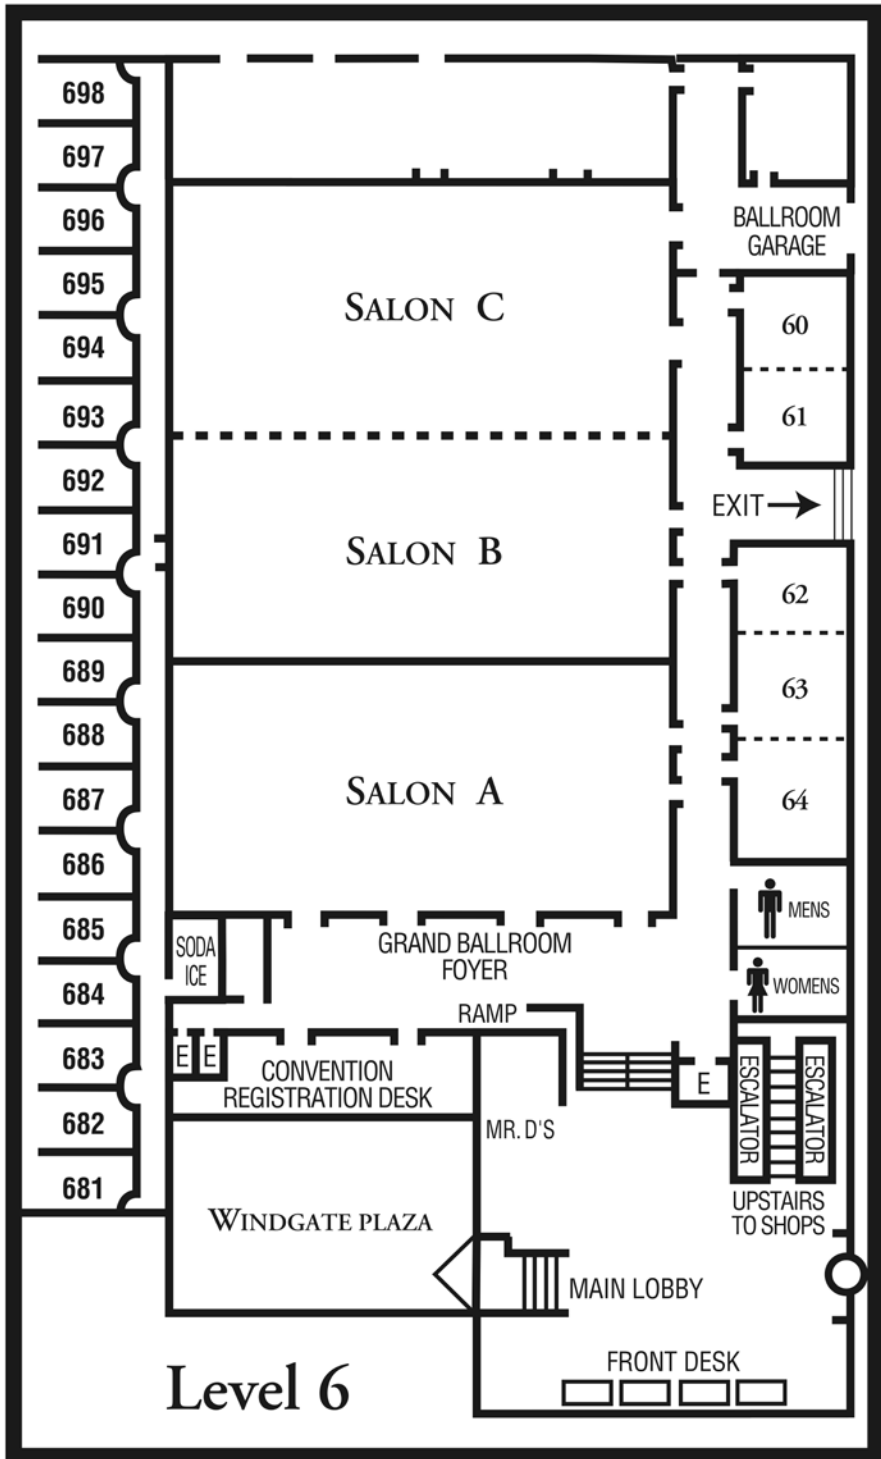 698
697
696
695
694
693
692
691
690
689
688
687
686
685
684
683
682
681
SALON C
SALON B
SALON A
BALLROOM
GARAGE
60
61
EXIT
62
63
64
MENS
WOMENS
SODA
ICE
GRAND BALLROOM
FOYER
RAMP
E
E
CONVENTION
REGISTRATION DESK
E
ESCALATOR
ESCALATOR
MR. D'S
UPSTAIRS
TO SHOPS
WINDGATE PLAZA
MAIN LOBBY
FRONT DESK
Level 6